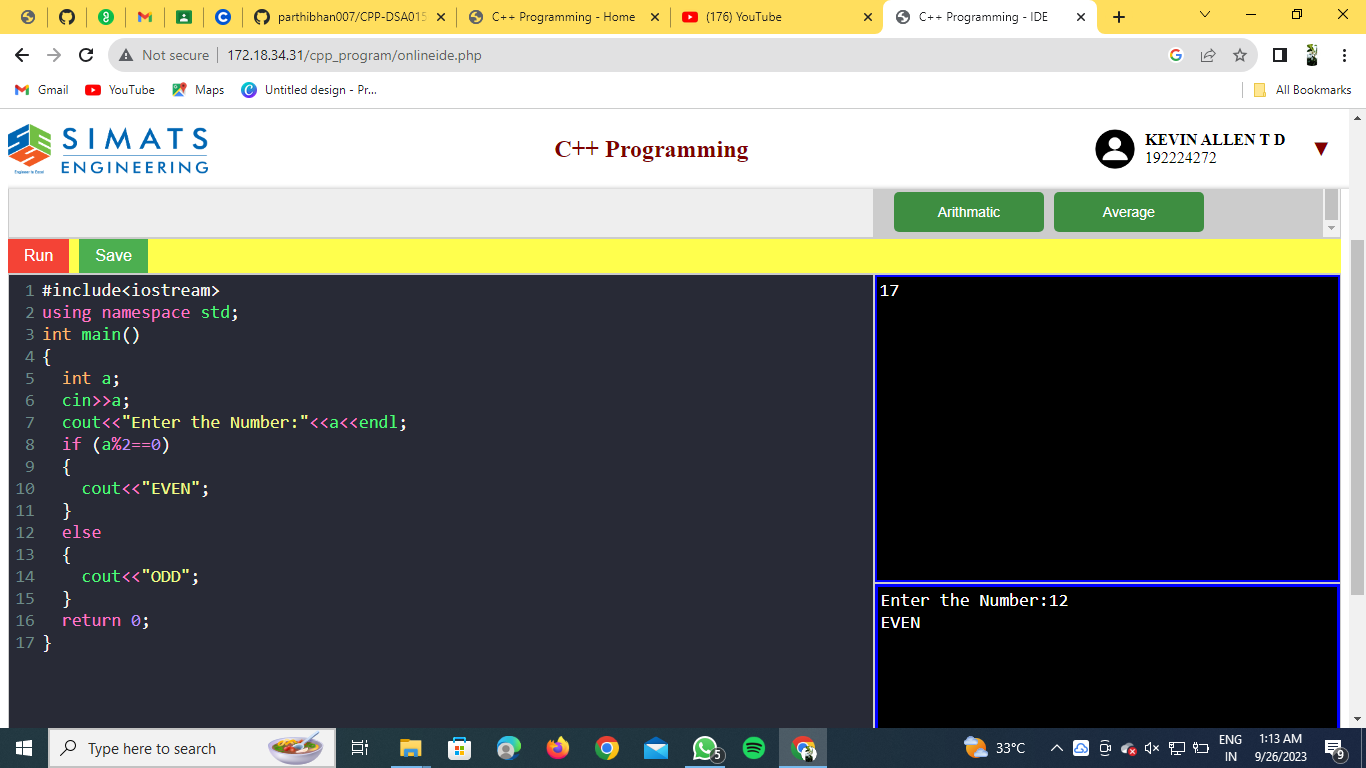 parthibhan007/CPP-DSA015
C++ Programming - Home
(176) YouTube
C++ Programming - IDE
Not secure
172.18.34.31/cpp_program/onlineide.php
Gmail
YouTube
Maps
Untitled design - Pr...
All Bookmarks
SIMATS
ENGINEERING
C++ Programming
KEVIN ALLEN T D
192224272
Arithmatic
Average
Run
Save
1 #include<iostream>
2 using namespace std;
3 int main()
4 {
5 int a;
6 cin>>a;
7 cout<<"Enter the Number:"<<a<<endl;
8 if (a%2==0)
9 {
10 cout<<"EVEN";
11 }
12 else
13 {
14 cout<<"ODD";
15 }
16 return 0;
17 }
17
Enter the Number:12
EVEN
Type here to search
5
33°C
ENG
IN
1:13 AM
9/26/2023
9